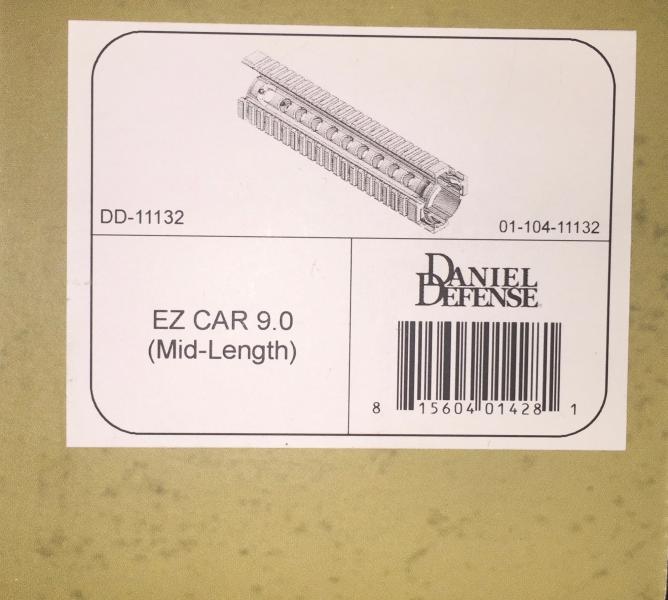 DD-11132
01-104-11132
EZ CAR 9.0
(Mid-Length)
DANIEL
DEFENSE
8 15604 01428 1